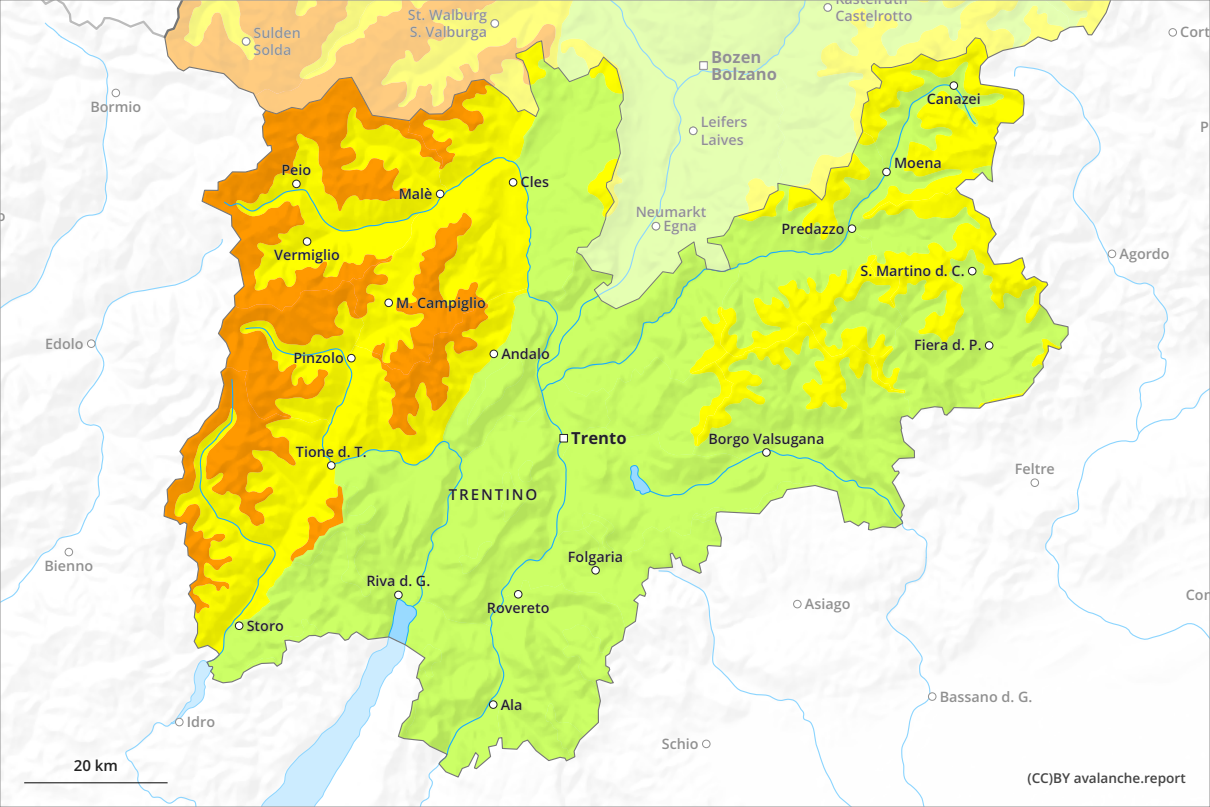 Kastelruth
Castelrotto
St. Walburg
S. Valburga
Sulden
Solda
Cort
Bozen
Bolzano
Bormio
Canazei
Leifers
Laives
P
Moena
Peio
Malè
Cles
Neumarkt
Egna
Predazzo
Vermiglio
Agordo
S. Martino d. C.
M. Campiglio
Edolo
Pinzolo
Andalo
Fiera d. P.
Trento
Borgo Valsugana
Tione d. T.
Feltre
TRENTINO
Bienno
Folgaria
Riva d. G.
Rovereto
Asiago
Cor
Storo
Bassano d. G.
Ala
Idro
Schio
20 km
(CC)BY avalanche.report